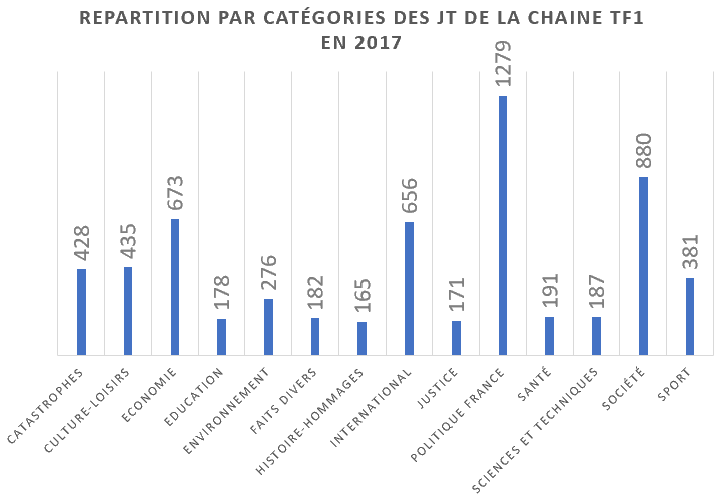 REPARTITION PAR CATÉGORIES DES JT DE LA CHAINE TF1
EN 2017
428
435
673
178
276
182
165
656
171
1279
191
187
880
381
CATASTROPHES
CULTURE-LOISIRS
ECONOMIE
EDUCATION
ENVIRONNEMENT
FAITS DIVERS
HISTOIRE-HOMMAGES
INTERNATIONAL
JUSTICE
POLITIQUE FRANCE
SANTÉ
SCIENCES ET TECHNIQUES
SOCIÉTÉ
SPORT